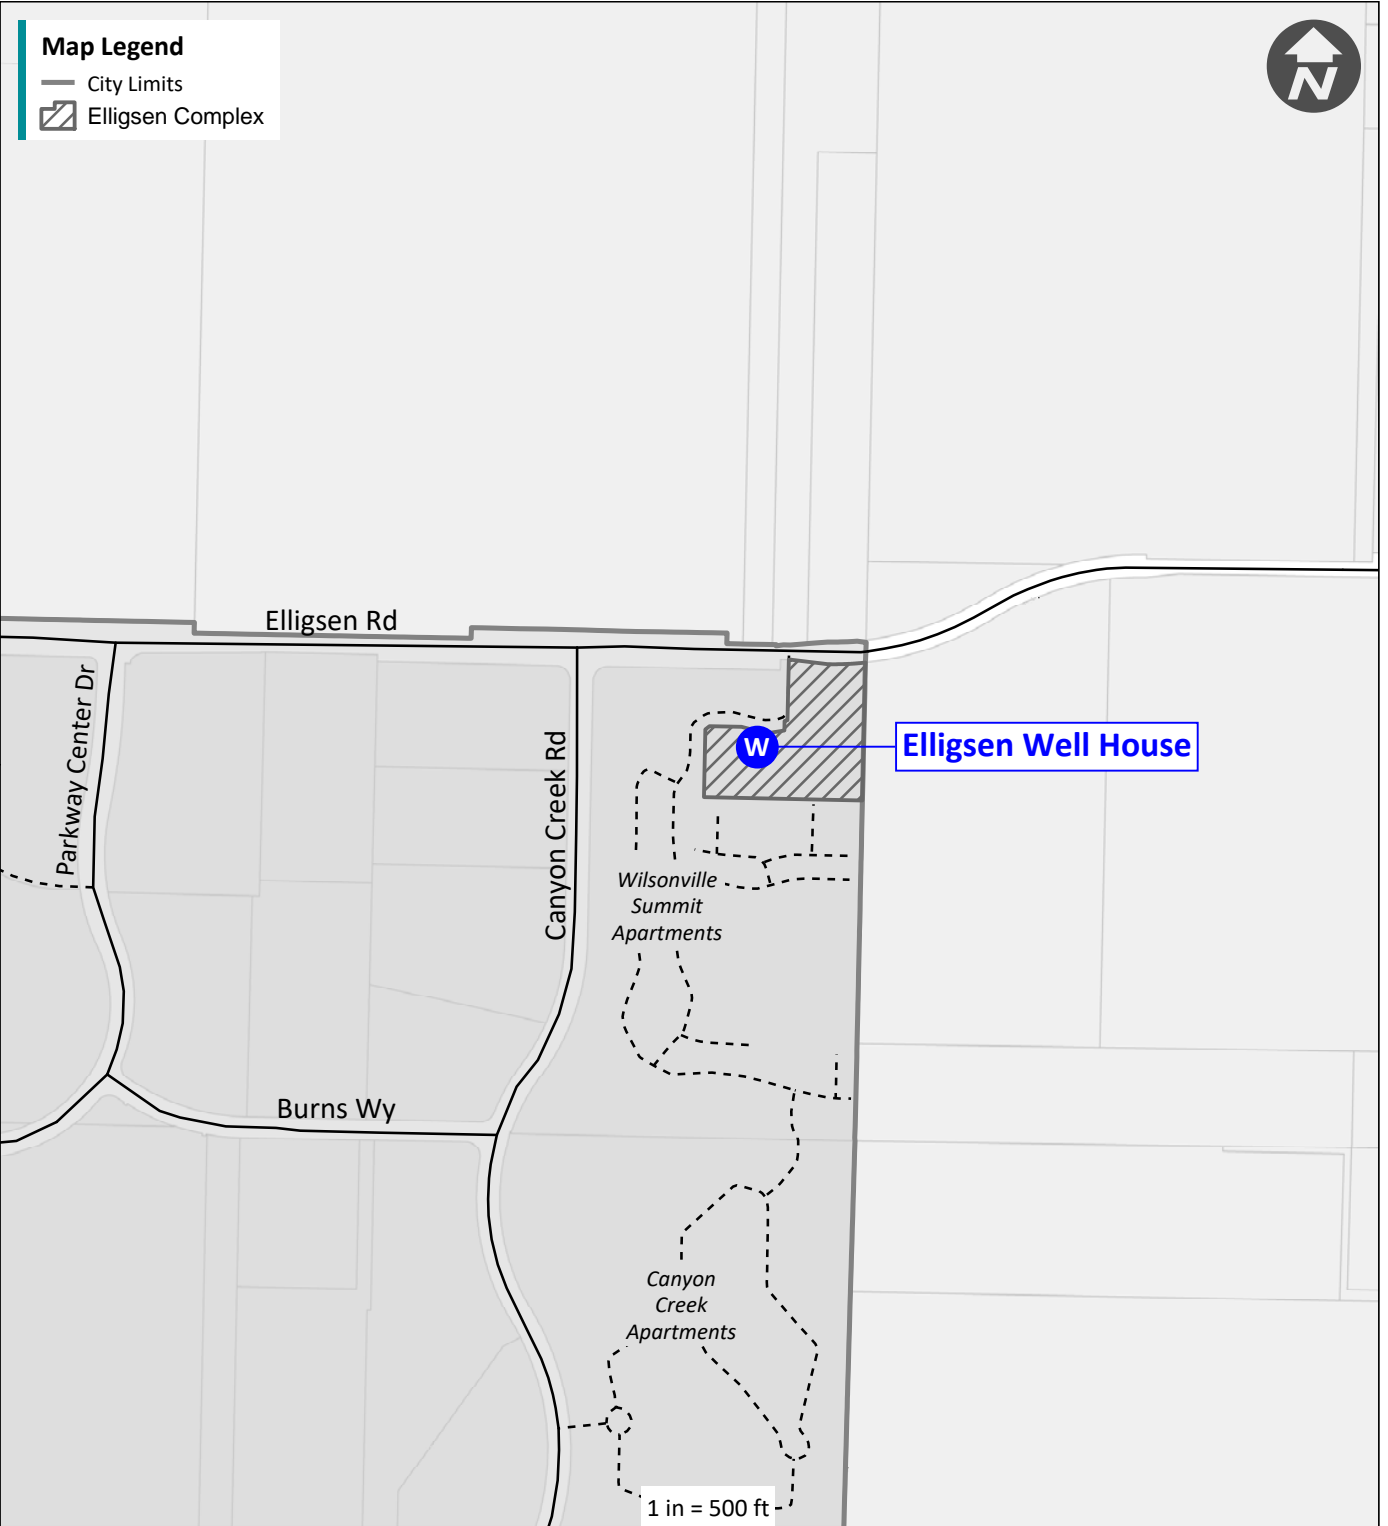 Map Legend
City Limits
Elligsen Complex
N
Elligsen Rd
Parkway Center Dr
Canyon Creek Rd
W
Elligsen Well House
Wilsonville
Summit
Apartments
Burns Wy
Canyon
Creek
Apartments
1 in = 500 ft